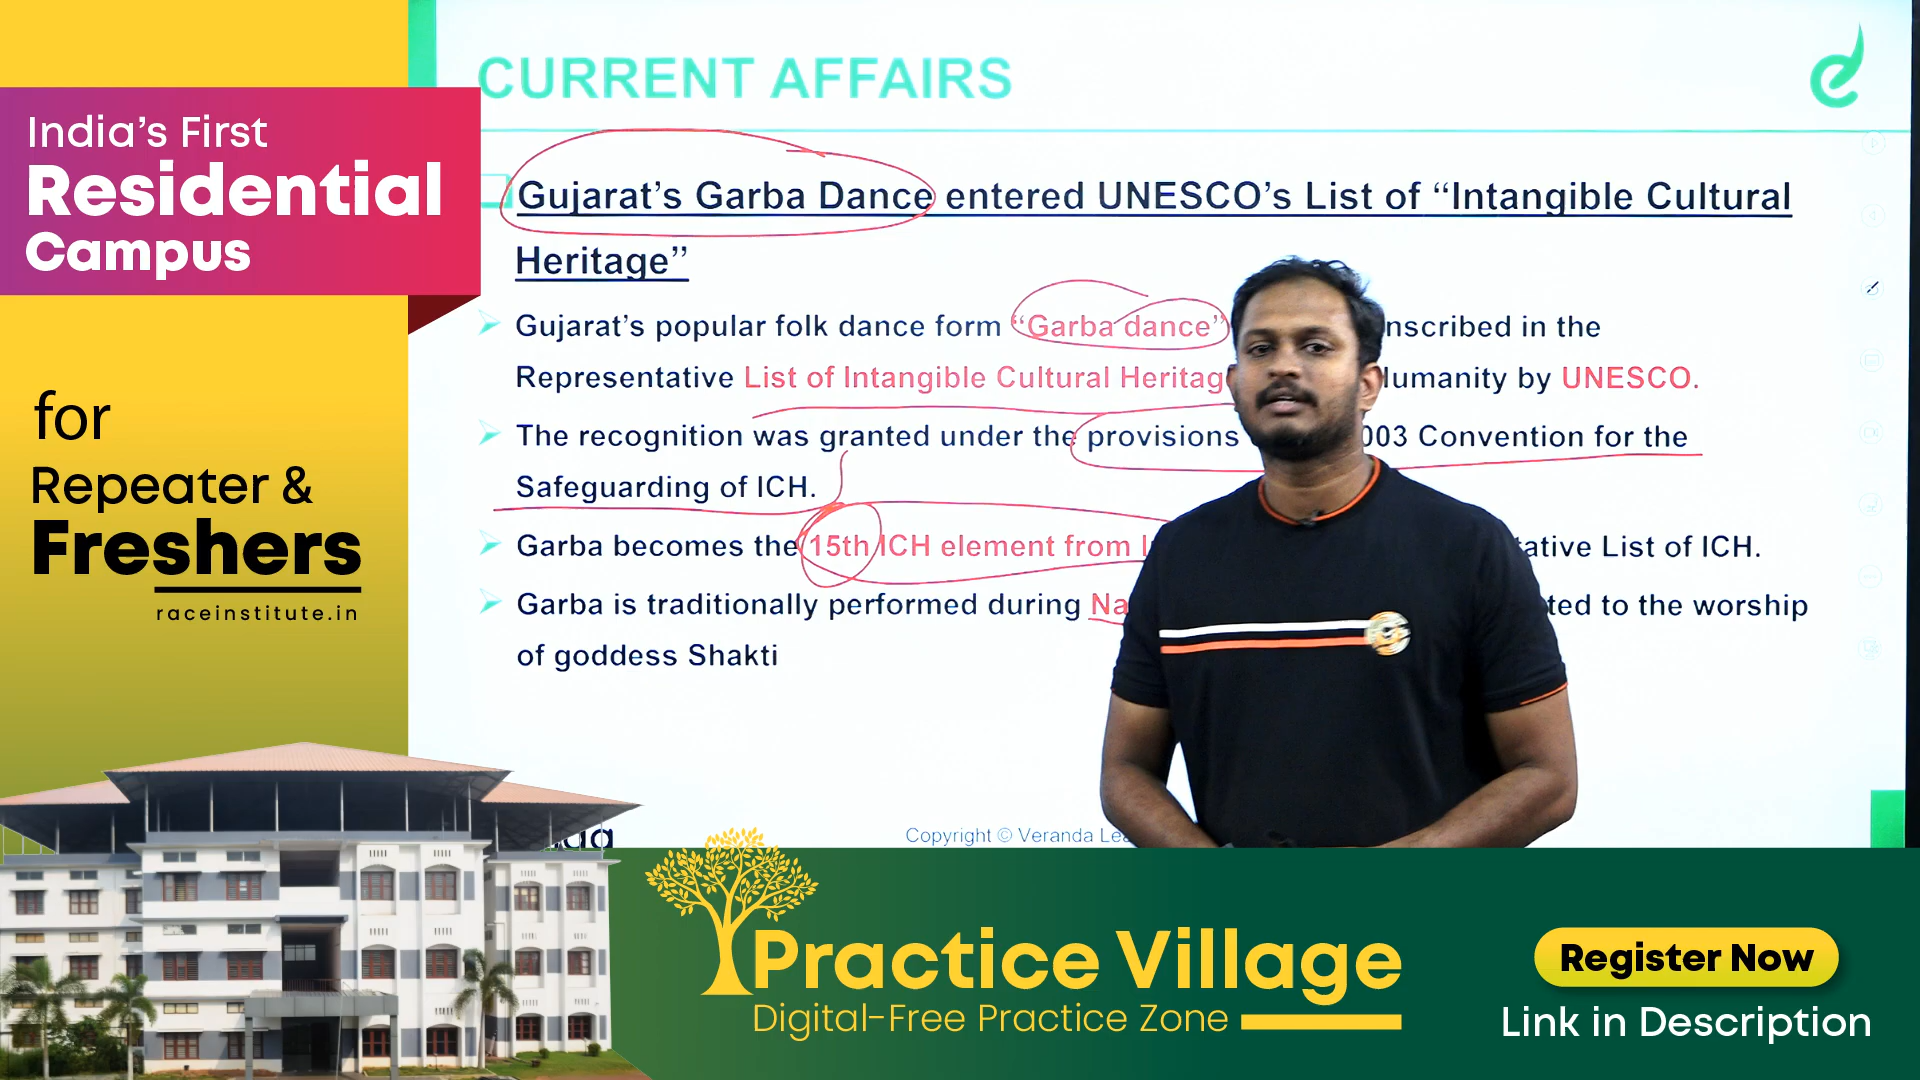 India's First
Residential
Campus
for
Repeater &
Freshers
raceinstitute.in
CURRENT AFFAIRS
Gujarat's Garba Dance entered UNESCO's List of “Intangible Cultural
Heritage”
Gujarat's popular folk dance form “Garba dance” nscribed in the
Representative List of Intangible Cultural Heritag umanity by UNESCO.
The recognition was granted under the provisions 003 Convention for the
Safeguarding of ICH.
Garba becomes the 15th ICH element from I tative List of ICH.
Garba is traditionally performed during Na ted to the worship
of goddess Shakti
Copyright © Veranda Lea
Practice Village
Digital-Free Practice Zone
Register Now
Link in Description